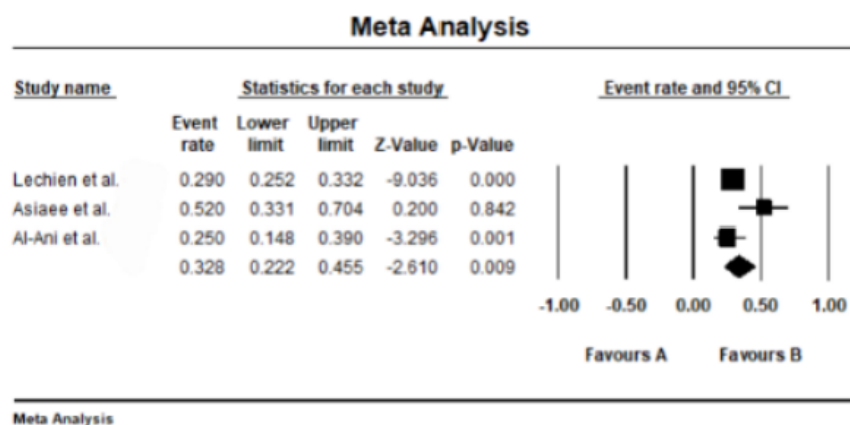 Meta Analysis
Study name Statistics for each study Event rate and 95% CI
Event Lower Upper
rate limit limit Z-Value p-Value
Lechien et al. 0.290 0.252 0.332 -9.036 0.000
Asiaee et al. 0.520 0.331 0.704 0.200 0.842
Al-Ani et al. 0.250 0.148 0.390 -3.296 0.001
0.328 0.222 0.455 -2.610 0.009
-1.00 -0.50 0.00 0.50 1.00
Favours A Favours B
Meta Analysis